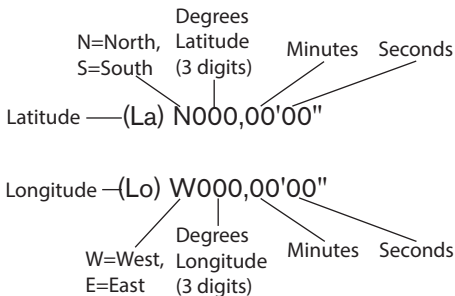 Degrees
N=North, Latitude
S=South (3 digits)
Minutes Seconds
Latitude (La) N000,00'00"
Longitude (Lo) W000,00'00"
Degrees
W=West, Longitude
E=East (3 digits)
Minutes Seconds